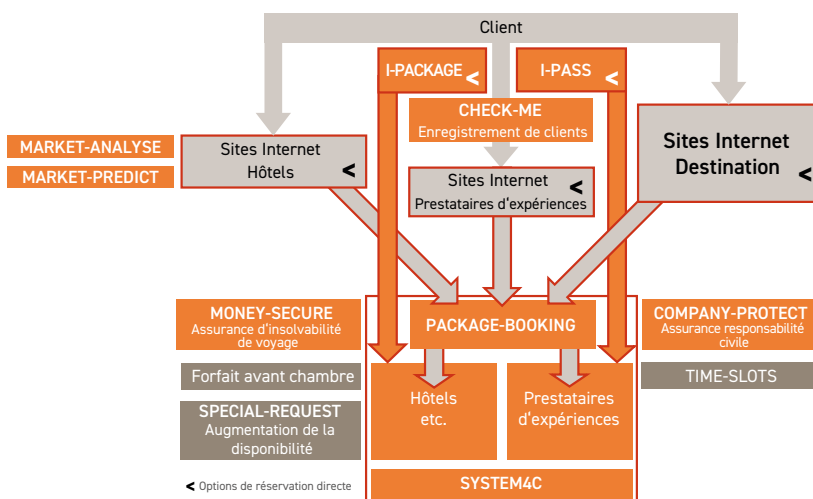 Client
I-PACKAGE <
I-PASS <
CHECK-ME
Enregistrement de clients
MARKET-ANALYSE
MARKET-PREDICT
Sites Internet
Hôtels <
Sites Internet <
Prestataires d'expériences
Sites Internet
Destination <
MONEY-SECURE
Assurance d'insolvabilité
de voyage
PACKAGE-BOOKING
COMPANY-PROTECT
Assurance responsabilité
civile
Forfait avant chambre
TIME-SLOTS
SPECIAL-REQUEST
Augmentation de la
disponibilité
Hôtels
etc.
Prestataires
d'expériences
< Options de réservation directe
SYSTEM4C